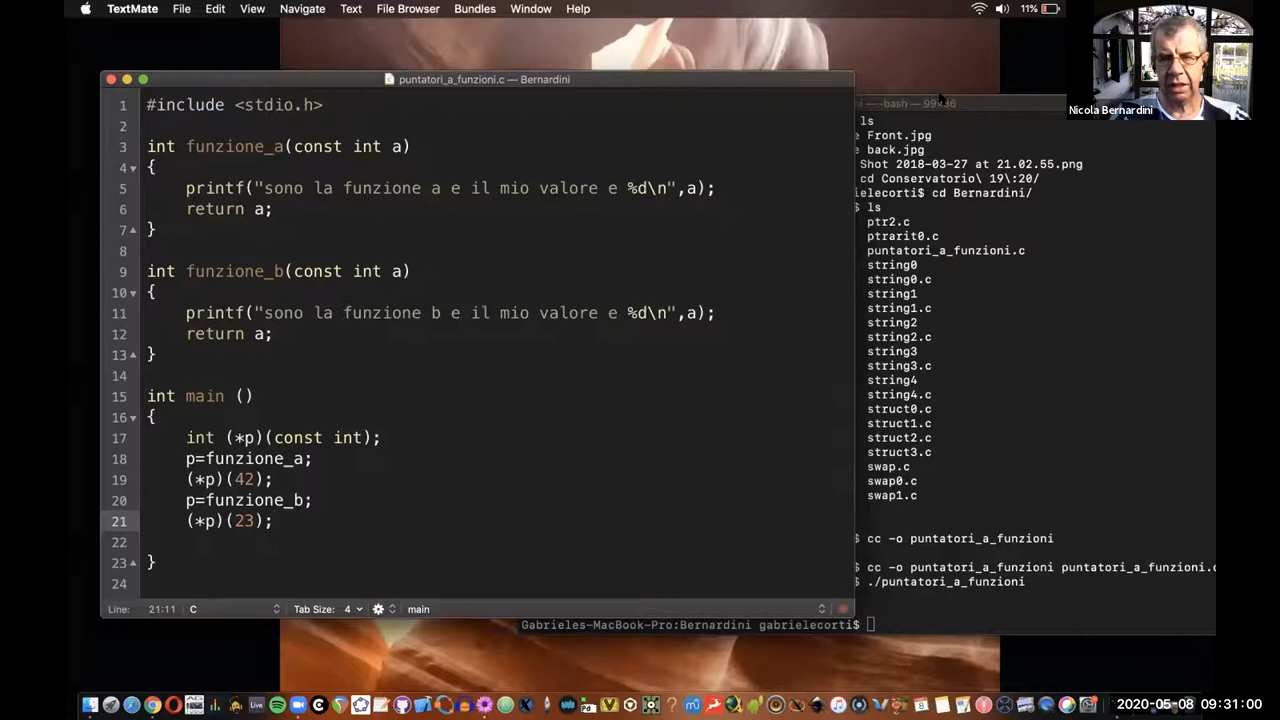 TextMate File Edit View Navigate Text File Browser Bundles Window Help 11%
Nicola Bernardini
puntatori_a_funzioni.c — Bernardini
1 #include <stdio.h>
2
3 int funzione_a(const int a)
4 {
5 printf("sono la funzione a e il mio valore e %d\n",a);
6 return a;
7 }
8
9 int funzione_b(const int a)
10 {
11 printf("sono la funzione b e il mio valore e %d\n",a);
12 return a;
13 }
14
15 int main ()
16 {
17 int (*p)(const int);
18 p=funzione_a;
19 (*p)(42);
20 p=funzione_b;
21 (*p)(23);
22
23 }
24
Line: 21:11 C Tab Size: 4 main
— -bash —
ls
e Front.jpg
e back.jpg
Shot 2018-03-27 at 21.02.55.png
cd Conservatorio\ 19\:20/
ielecorti$ cd Bernardini/
$ ls
ptr2.c
ptrarit0.c
puntatori_a_funzioni.c
string0
string0.c
string1
string1.c
string2
string2.c
string3
string3.c
string4
string4.c
struct0.c
struct1.c
struct2.c
struct3.c
swap.c
swap0.c
swap1.c
$ cc -o puntatori_a_funzioni
$ cc -o puntatori_a_funzioni puntatori_a_funzioni.c
$ ./puntatori_a_funzioni
Gabrieles-MacBook-Pro:Bernardini gabrielecorti$
Live
Pd
2020-05-08 09:31:00